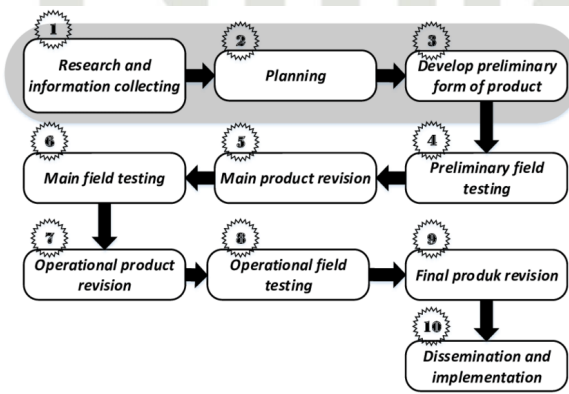 1
Research and
information collecting
2
Planning
3
Develop preliminary
form of product
4
Preliminary field
testing
5
Main product revision
6
Main field testing
7
Operational product
revision
8
Operational field
testing
9
Final produk revision
10
Dissemination and
implementation